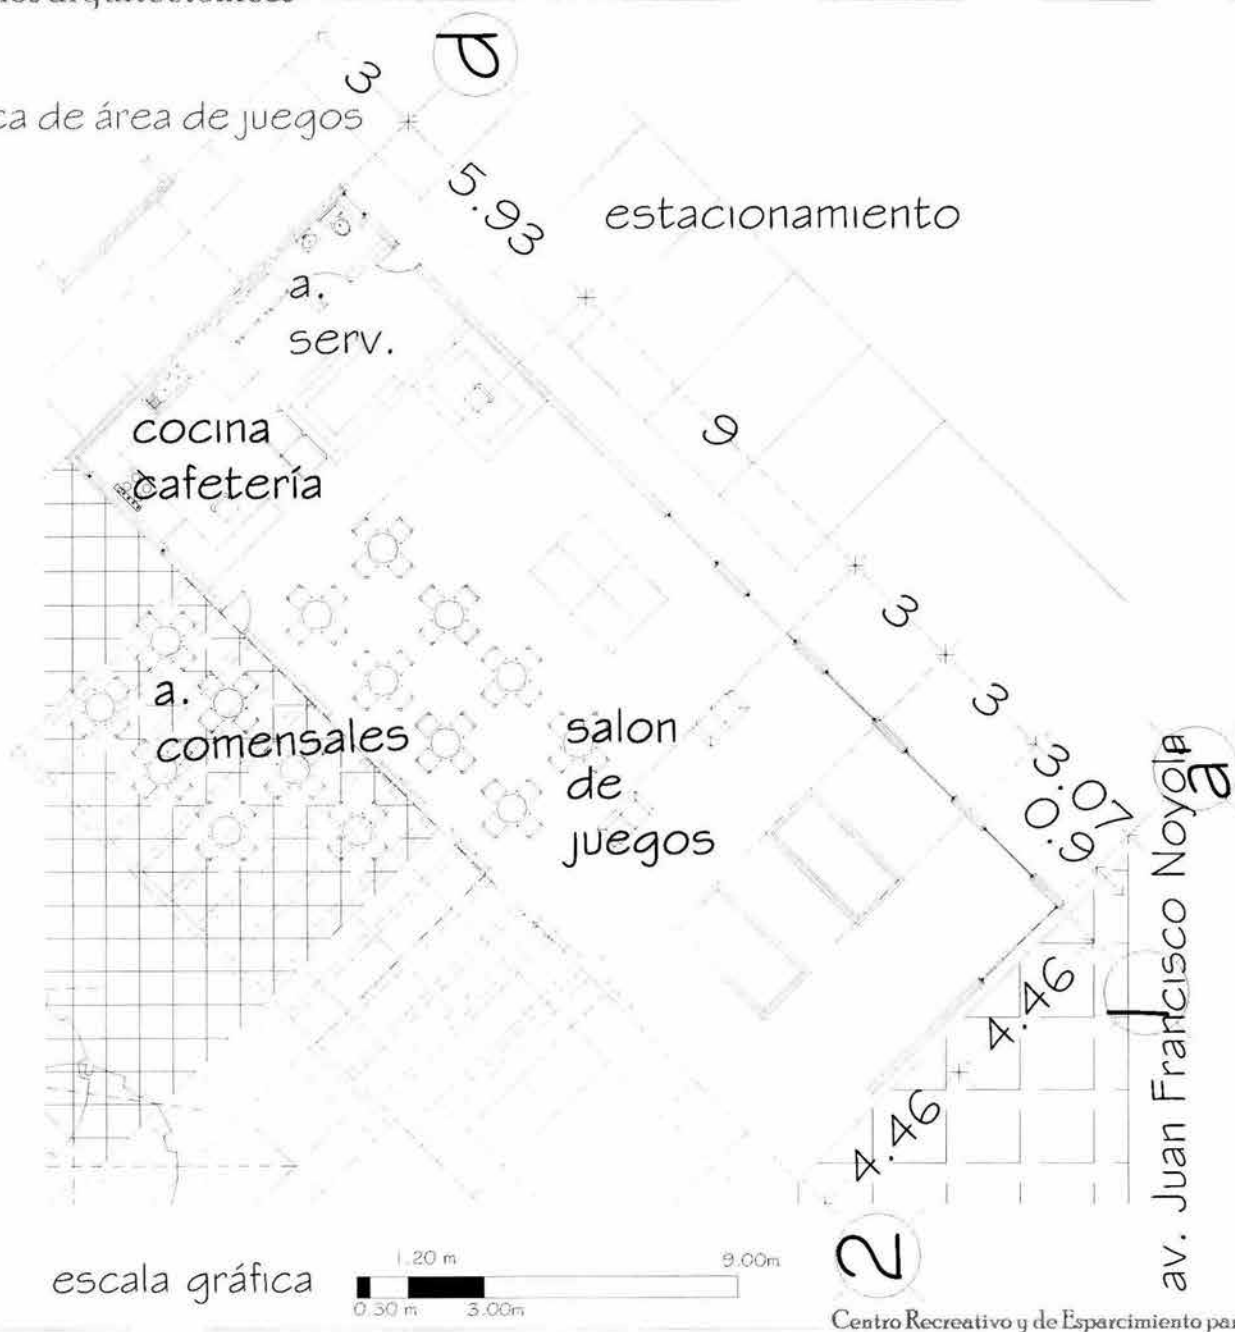 ca de área de juegos
3
d
5.93
estacionamiento
a.
serv.
9
cocina
cafetería
3
3
a.
comensales
salon
de
juegos
3.07
0.9
a
av. Juan Francisco Noyola
4.46
1
4.46
2
escala gráfica
1.20 m
9.00m
0.30 m
3.00m
Centro Recreativo y de Esparcimiento par